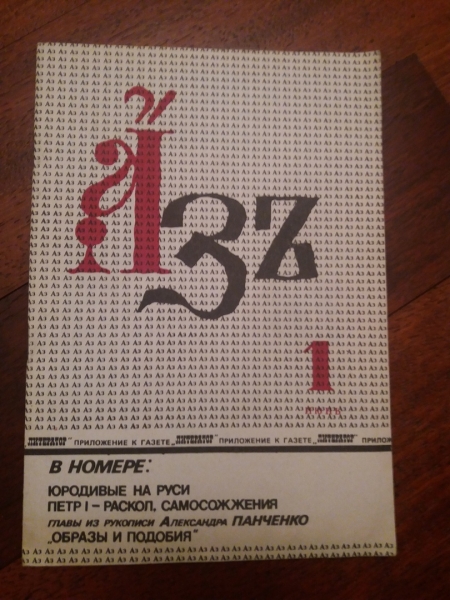 Азъ
1
ЛИТЕРАТОР" ПРИЛОЖЕНИЕ К ГАЗЕТЕ „ЛИТЕРАТОР" ПРИЛОЖЕНИЕ К ГАЗЕТЕ „ЛИТЕРАТОР" ПРИЛОЖ
В НОМЕРЕ:
ЮРОДИВЫЕ НА РУСИ
ПЕТР I – РАСКОЛ, САМОСОЖЖЕНИЯ
ГЛАВЫ ИЗ РУКОПИСИ АЛЕКСАНДРА ПАНЧЕНКО
„ОБРАЗЫ И ПОДОБИЯ"